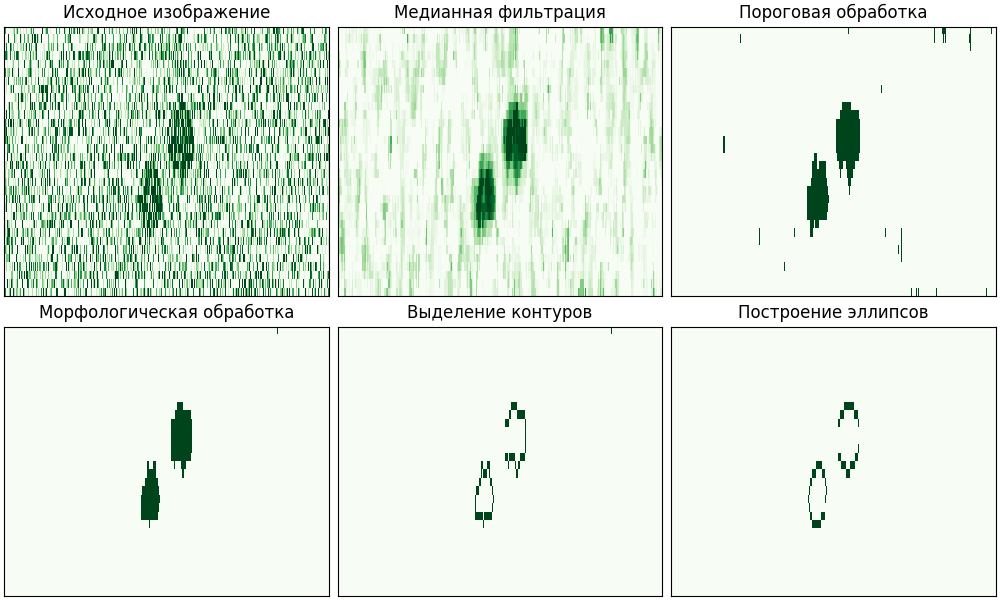 Исходное изображение
Медианная фильтрация
Пороговая обработка
Морфологическая обработка
Выделение контуров
Построение эллипсов